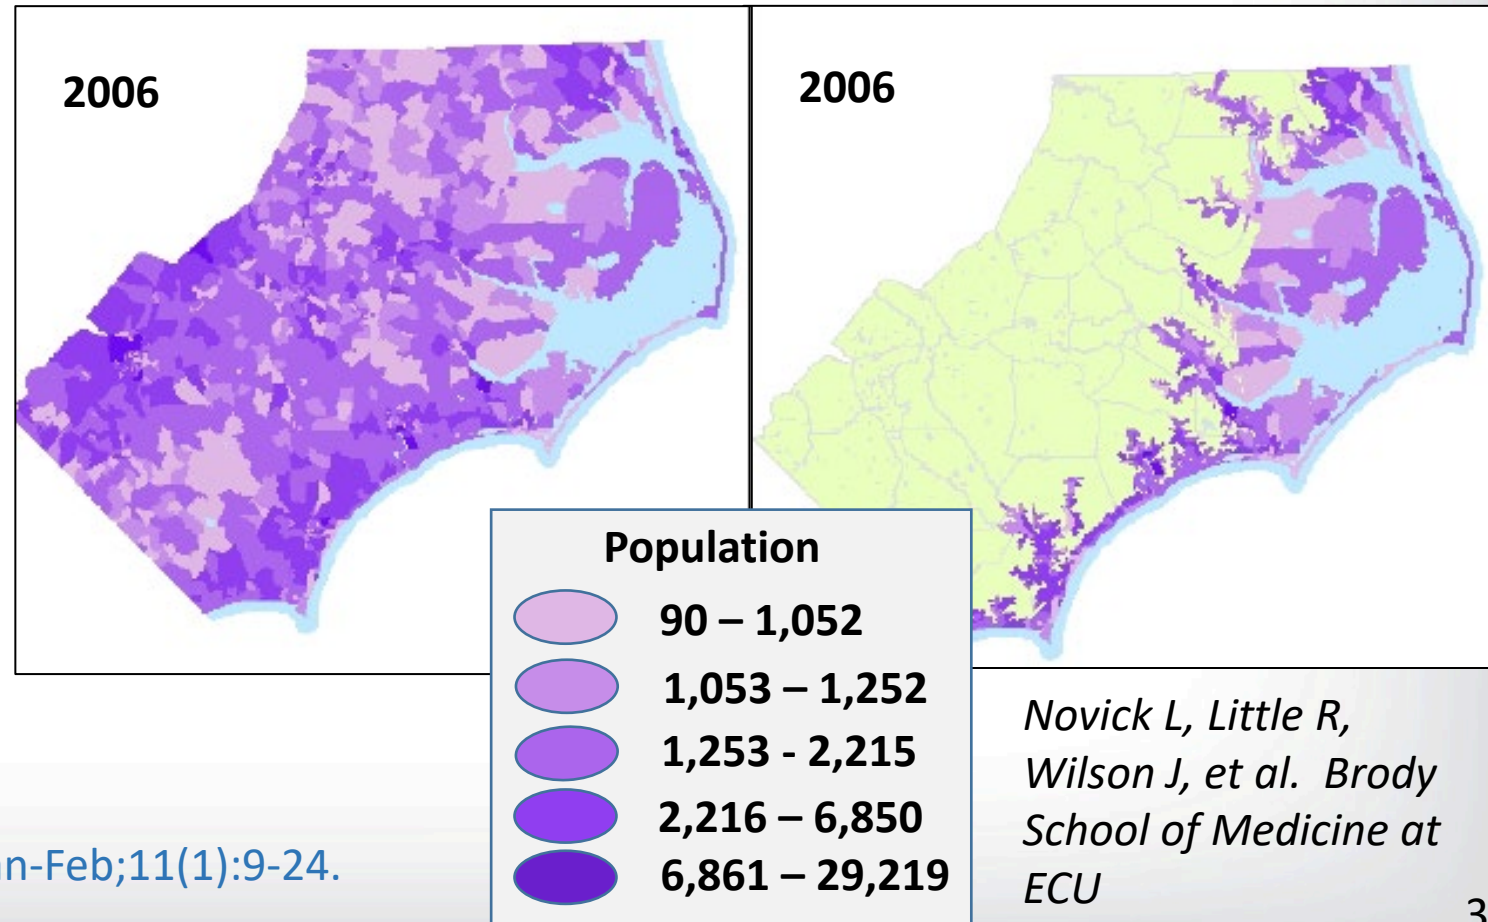 2006
2006
Population
90 – 1,052
1,053 – 1,252
1,253 - 2,215
2,216 – 6,850
6,861 – 29,219
Novick L, Little R,
Wilson J, et al. Brody
School of Medicine at
ECU
n-Feb;11(1):9-24.
3